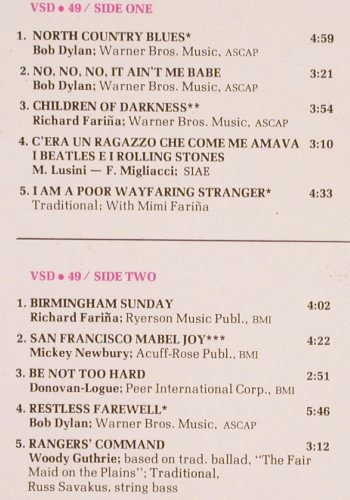 VSD • 49 / SIDE ONE
1. NORTH COUNTRY BLUES* 4:59
Bob Dylan; Warner Bros. Music, ASCAP
2. NO, NO, NO, IT AIN'T ME BABE 3:21
Bob Dylan; Warner Bros. Music, ASCAP
3. CHILDREN OF DARKNESS** 3:54
Richard Fariña; Warner Bros. Music, ASCAP
4. C'ERA UN RAGAZZO CHE COME ME AMAVA 3:10
I BEATLES E I ROLLING STONES
M. Lusini — F. Migliacci; SIAE
5. I AM A POOR WAYFARING STRANGER* 4:33
Traditional; With Mimi Fariña
VSD • 49 / SIDE TWO
1. BIRMINGHAM SUNDAY 4:02
Richard Fariña; Ryerson Music Publ., BMI
2. SAN FRANCISCO MABEL JOY*** 4:22
Mickey Newbury; Acuff-Rose Publ., BMI
3. BE NOT TOO HARD 2:51
Donovan-Logue; Peer International Corp., BMI
4. RESTLESS FAREWELL* 5:46
Bob Dylan; Warner Bros. Music, ASCAP
5. RANGERS' COMMAND 3:12
Woody Guthrie; based on trad. ballad, "The Fair
Maid on the Plains"; Traditional,
Russ Savakus, string bass